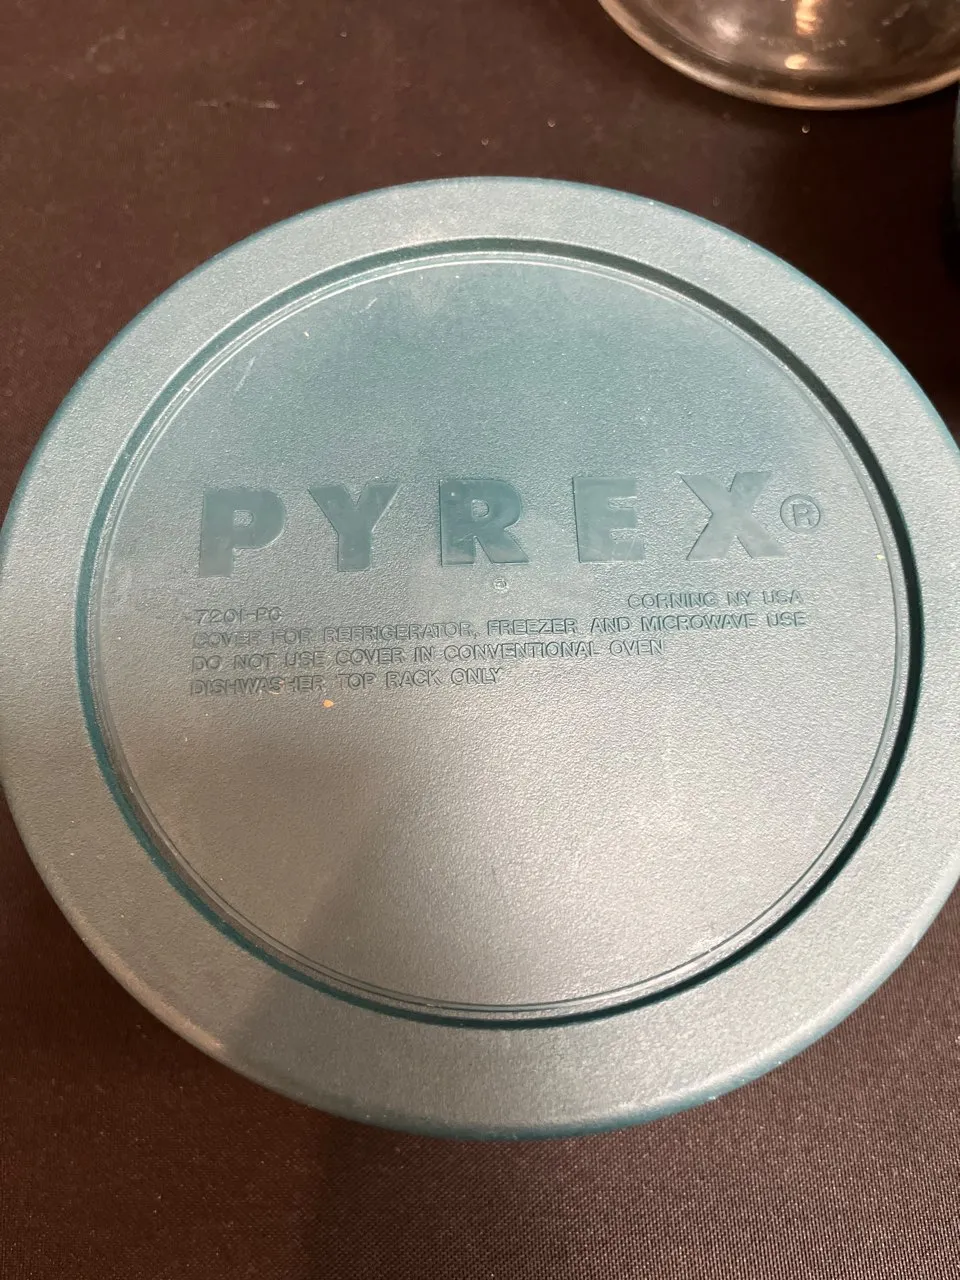 PYREX®
7201-PC CORNING NY USA
COVER FOR REFRIGERATOR, FREEZER AND MICROWAVE USE
DO NOT USE COVER IN CONVENTIONAL OVEN
DISHWASHER TOP RACK ONLY